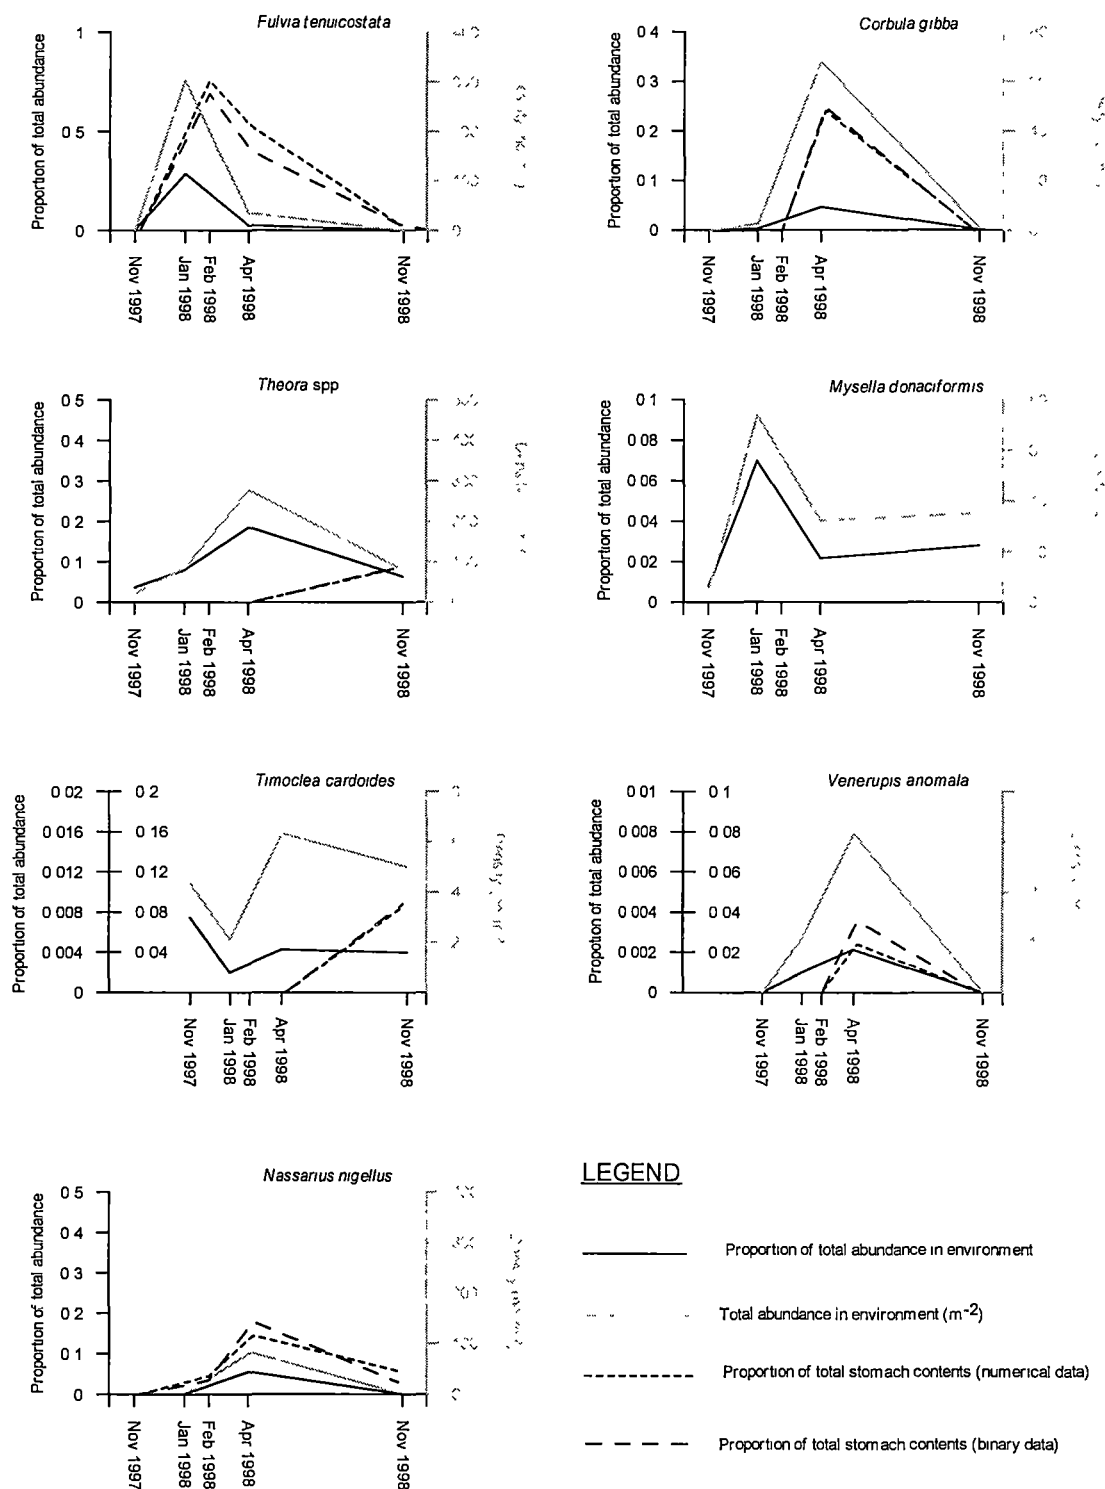 Fulvia tenuicostata
Proportion of total abundance
1
0 5
0
Nov 1997
Jan 1998
Feb 1998
Apr 1998
Nov 1998
Corbula gibba
Proportion of total abundance
0 4
0 3
0 2
0 1
0
Nov 1997
Jan 1998
Feb 1998
Apr 1998
Nov 1998
Theora spp
Proportion of total abundance
0 5
0 4
0.3
0.2
0 1
0
Nov 1997
Jan 1998
Feb 1998
Apr 1998
Nov 1998
Mysella donaciformis
Proportion of total abundance
0 1
0 08
0.06
0.04
0.02
0
Nov 1997
Jan 1998
Feb 1998
Apr 1998
Nov 1998
Timoclea cardoides
Proportion of total abundance
0 02
0 016
0 012
0 008
0 004
0
0 2
0 16
0 12
0 08
0 04
4
2
Nov 1997
Jan 1998
Feb 1998
Apr 1998
Nov 1998
Venerupis anomala
Propotion of total abudance
0 01
0 008
0 006
0 004
0 002
0
0 1
0 08
0 06
0 04
0 02
Nov 1997
Jan 1998
Feb 1998
Apr 1998
Nov 1998
Nassarius nigellus
Proportion of total abundance
0 5
0 4
0 3
0 2
0 1
0
Nov 1997
Jan 1998
Feb 1998
Apr 1998
Nov 1998
LEGEND
Proportion of total abundance in environment
Total abundance in environment (m⁻²)
Proportion of total stomach contents (numerical data)
Proportion of total stomach contents (binary data)